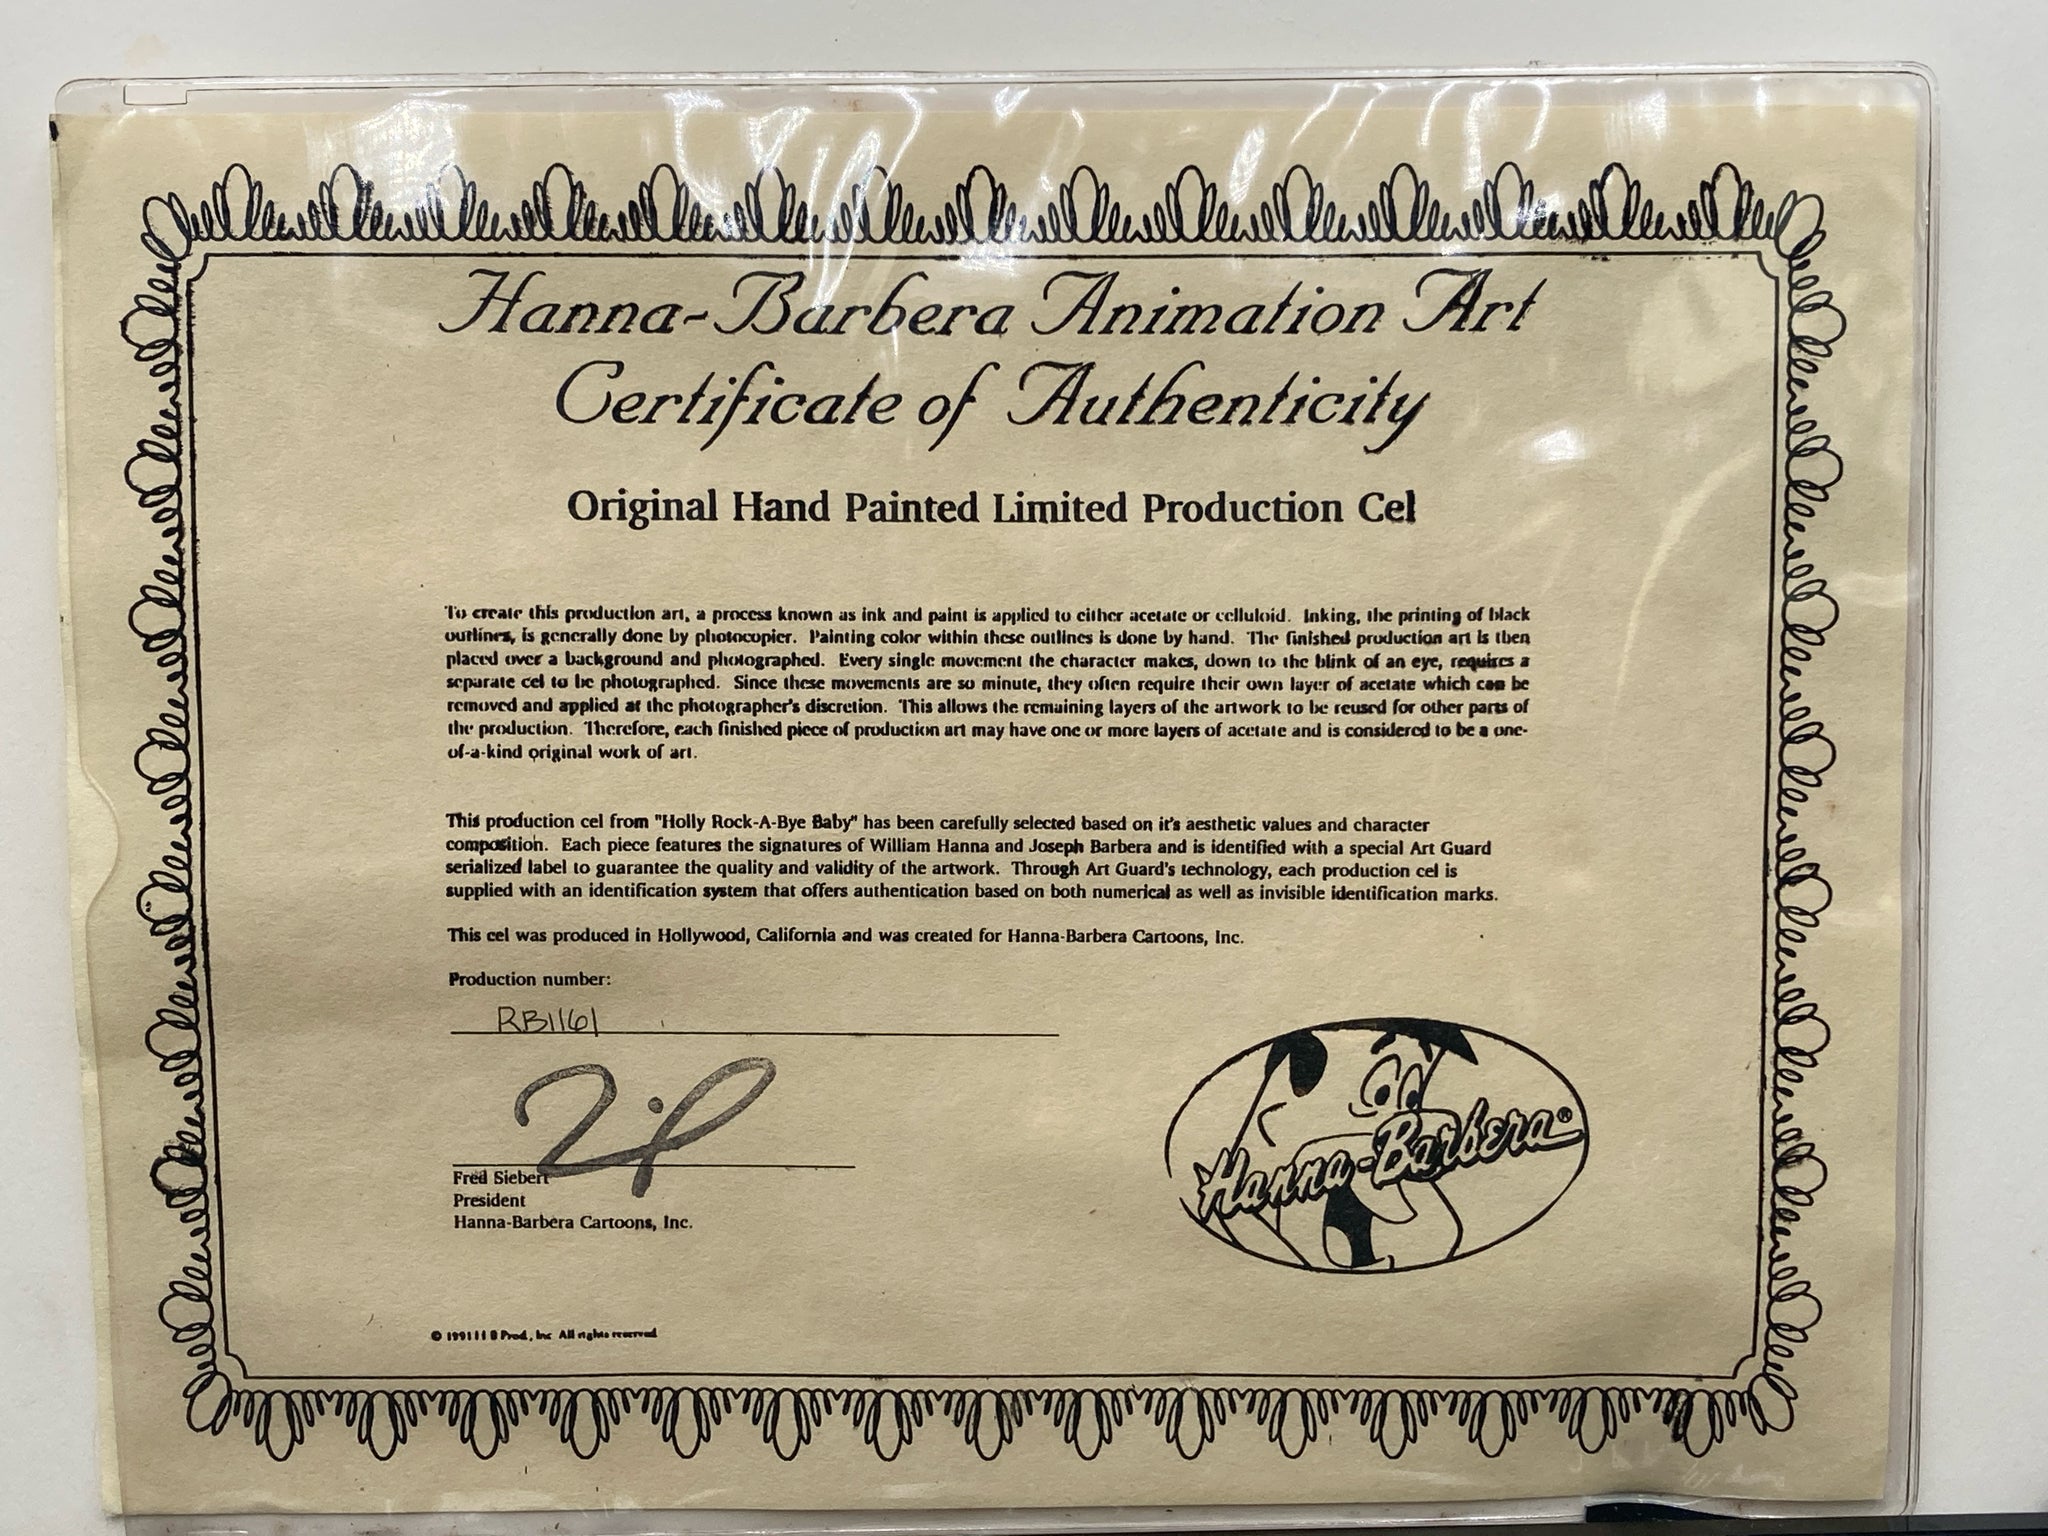 Hanna-Barbera Animation Art
Certificate of Authenticity
Original Hand Painted Limited Production Cel
To create this production art, a process known as ink and paint is applied to either acetate or celluloid. Inking, the printing of black
outlines, is generally done by photocopier. Painting color within these outlines is done by hand. The finished production art is then
placed over a background and photographed. Every single movement the character makes, down to the blink of an eye, requires a
separate cel to be photographed. Since these movements are so minute, they often require their own layer of acetate which can be
removed and applied at the photographer's discretion. This allows the remaining layers of the artwork to be reused for other parts of
the production. Therefore, each finished piece of production art may have one or more layers of acetate and is considered to be a one-
of-a-kind original work of art.
This production cel from "Holly Rock-A-Bye Baby" has been carefully selected based on it's aesthetic values and character
composition. Each piece features the signatures of William Hanna and Joseph Barbera and is identified with a special Art Guard
serialized label to guarantee the quality and validity of the artwork. Through Art Guard's technology, each production cel is
supplied with an identification system that offers authentication based on both numerical as well as invisible identification marks.
This cel was produced in Hollywood, California and was created for Hanna-Barbera Cartoons, Inc.
Production number:
RB1161
Fred Siebert
President
Hanna-Barbera Cartoons, Inc.
Hanna-Barbera®
© 1991 H B Prod., Inc All rights reserved